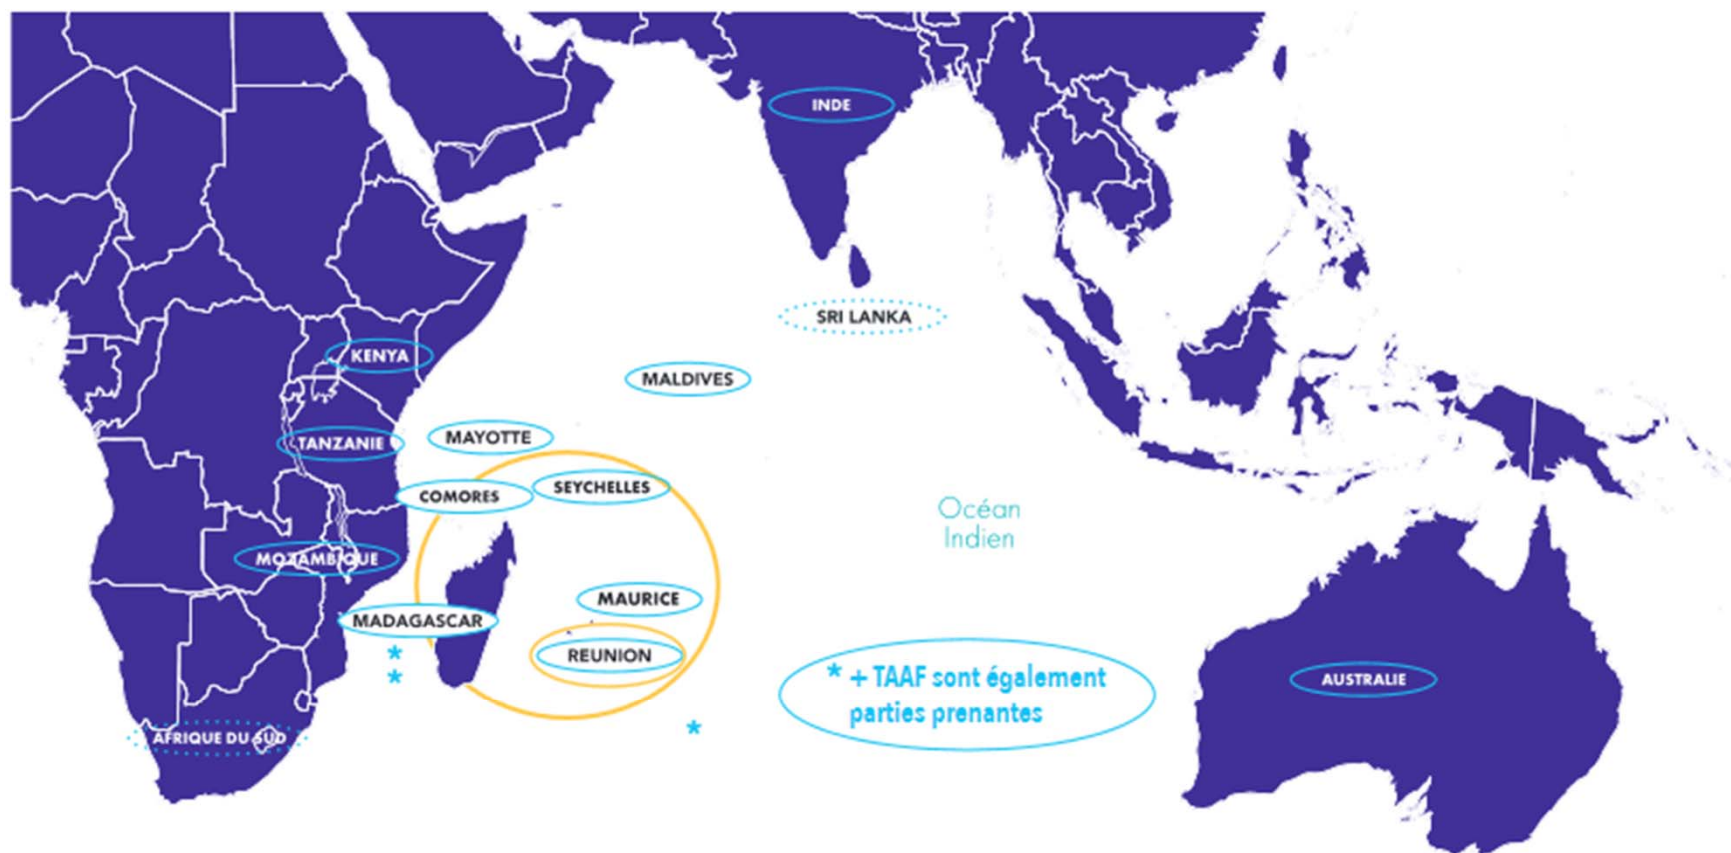 INDE
SRI LANKA
KENYA
MALDIVES
TANZANIE
MAYOTTE
COMORES
SEYCHELLES
Océan
Indien
MOZAMBIQUE
MAURICE
MADAGASCAR
REUNION
*
*
* + TAAF sont également
parties prenantes
AUSTRALIE
*
AFRIQUE DU SUD